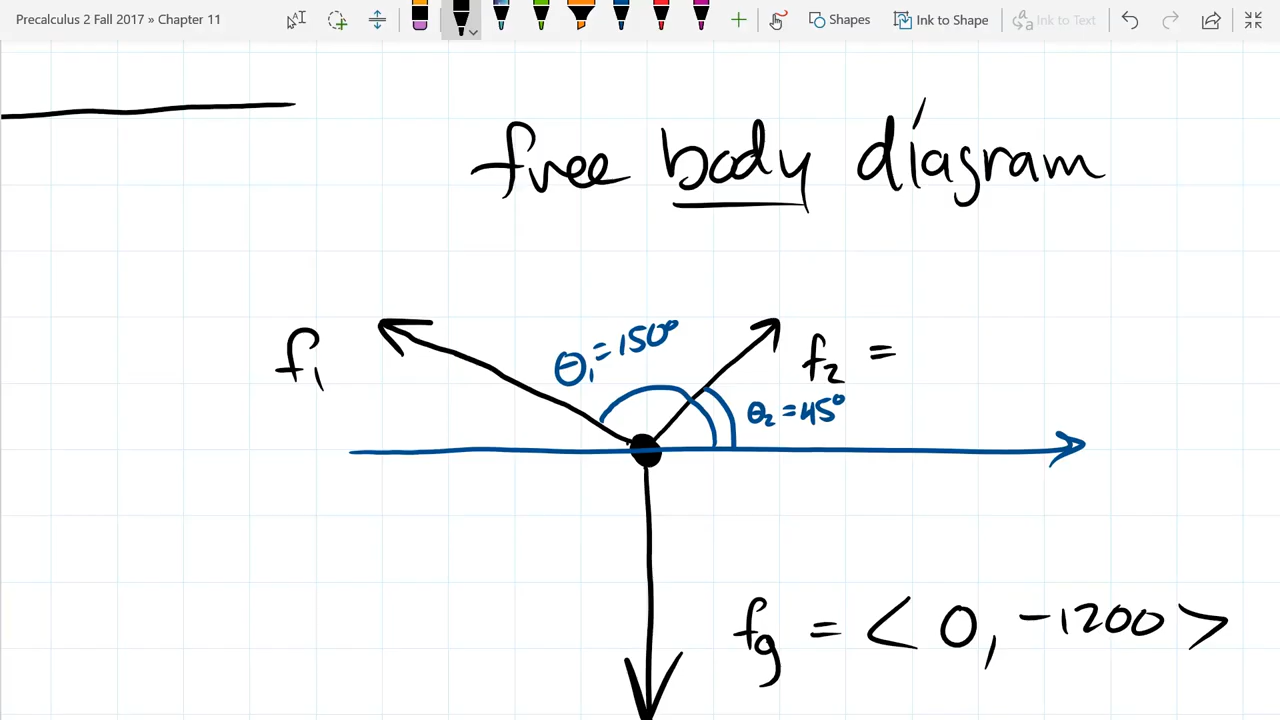 Precalculus 2 Fall 2017 » Chapter 11
Shapes
Ink to Shape
Ink to Text
free body diagram
f₁
θ₁=150°
f₂ =
θ₂=45°
fg = <0, -1200>